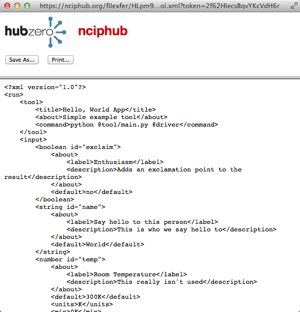 https://nciphub.org/filexfer/HLpm9...ol.xml?token=2f62HlecsBqvYKcVdH6r
hubzero nciphub
Save As... Print...
<?xml version="1.0"?>
<run>
<tool>
<title>Hello, World App</title>
<about>Simple example tool</about>
<command>python @tool/main.py @driver</command>
</tool>
<input>
<boolean id="exclaim">
<about>
<label>Enthusiasm</label>
<description>Adds an exclamation point to the
result</description>
</about>
<default>no</default>
</boolean>
<string id="name">
<about>
<label>Say hello to this person</label>
<description>This is who we say hello to</description>
</about>
<default>World</default>
</string>
<number id="temp">
<about>
<label>Room Temperature</label>
<description>This really isn't used</description>
</about>
<default>300K</default>
<units>K</units>
<min>0K</min>